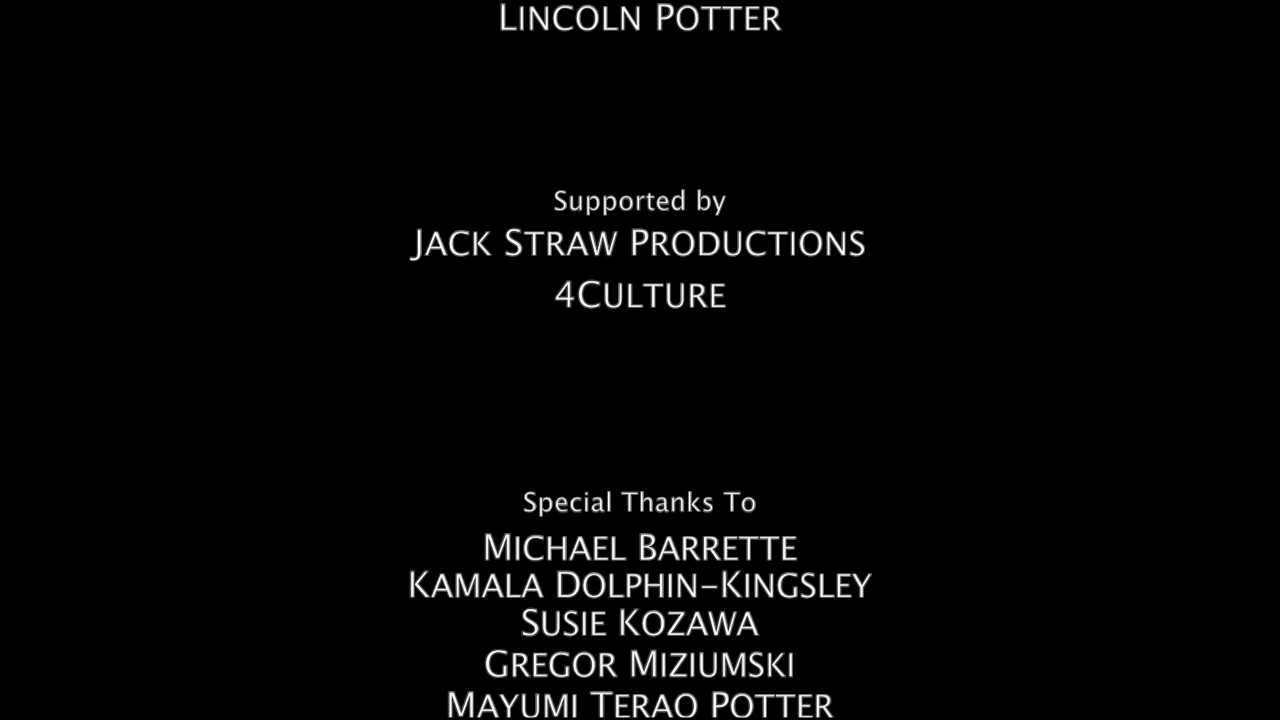 LINCOLN POTTER
Supported by
JACK STRAW PRODUCTIONS
4CULTURE
Special Thanks To
MICHAEL BARRETTE
KAMALA DOLPHIN-KINGSLEY
SUSIE KOZAWA
GREGOR MIZIUMSKI
MAYUMI TERAO POTTER